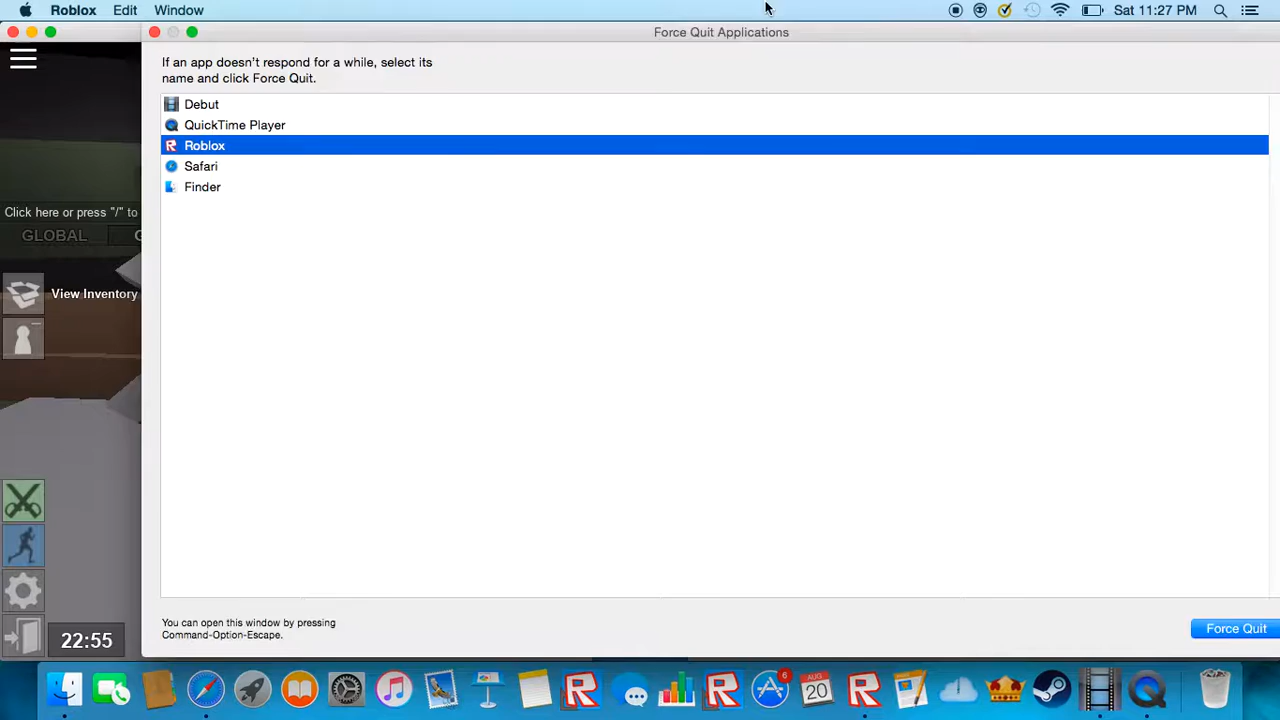 Roblox Edit Window
Sat 11:27 PM
Force Quit Applications
If an app doesn't respond for a while, select its
name and click Force Quit.
Debut
QuickTime Player
Roblox
Safari
Finder
Click here or press "/" to
GLOBAL
View Inventory
22:55
You can open this window by pressing
Command-Option-Escape.
Force Quit
6
AUG
20